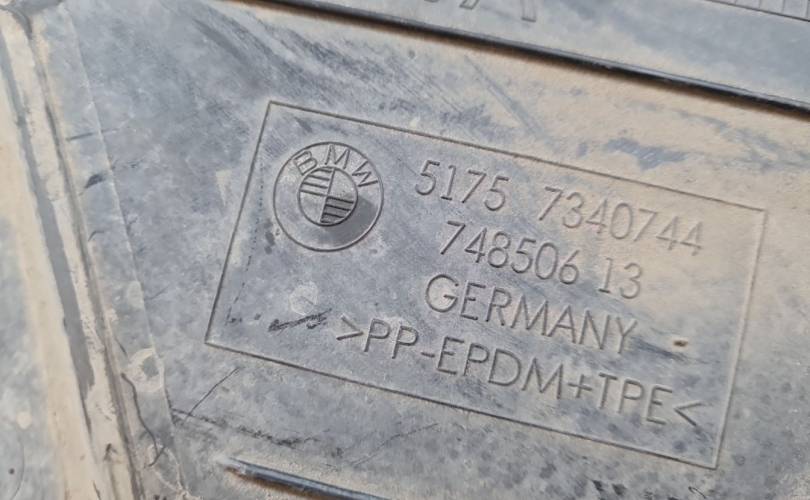 BMW
5175 7340744
748506 13
GERMANY
>PP-EPDM+TPE<